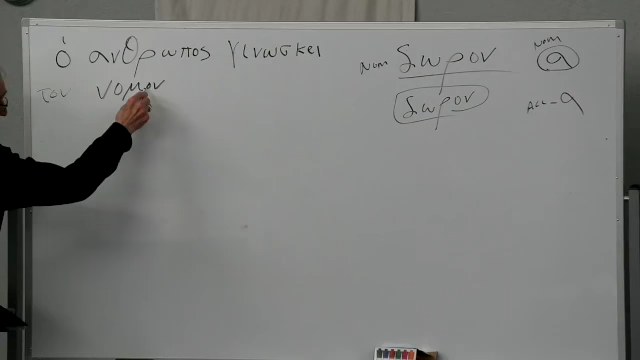 ὁ ανθρωπος γινωσκει
τον νομον
Nom δωρον Nom α
δωρον Acc - α